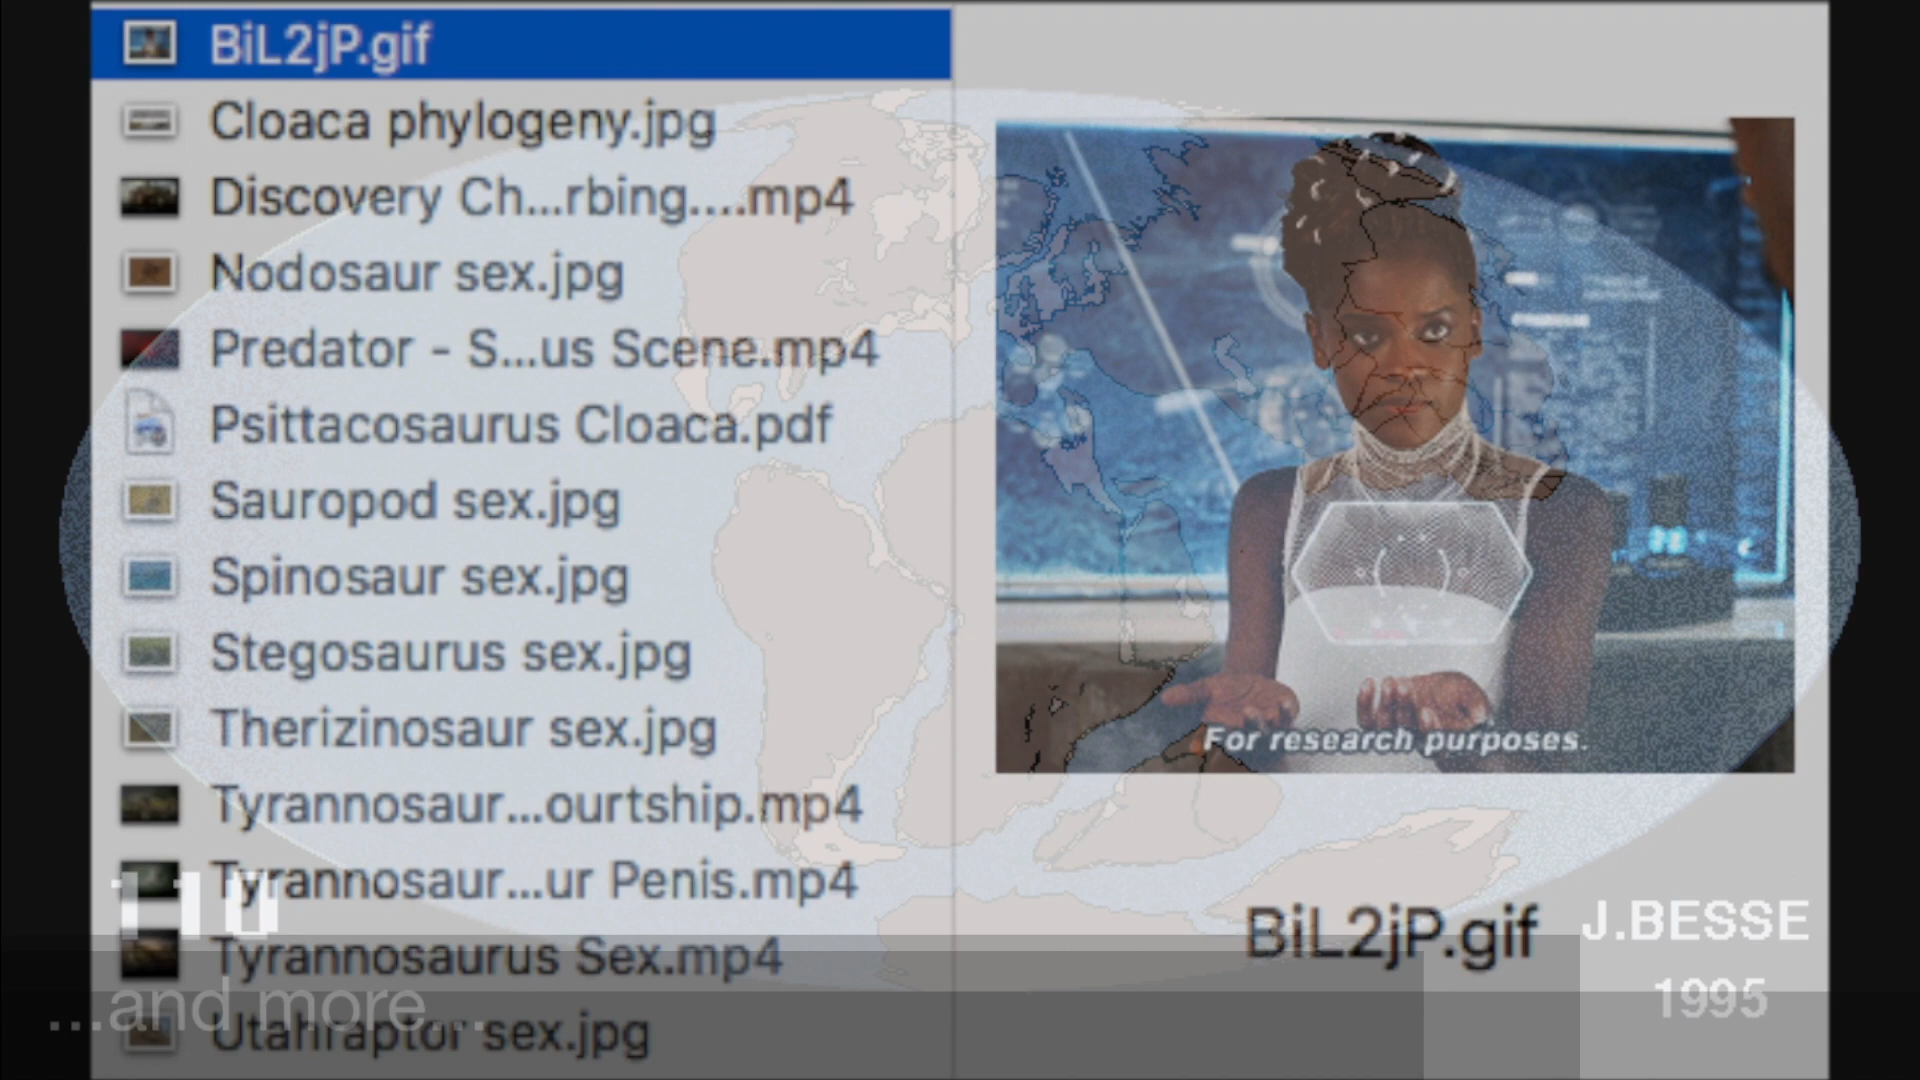 BiL2jP.gif
Cloaca phylogeny.jpg
Discovery Ch...rbing....mp4
Nodosaur sex.jpg
Predator - S...us Scene.mp4
Psittacosaurus Cloaca.pdf
Sauropod sex.jpg
Spinosaur sex.jpg
Stegosaurus sex.jpg
Therizinosaur sex.jpg
Tyrannosaur...ourtship.mp4
Tyrannosaur...ur Penis.mp4
Tyrannosaurus Sex.mp4
Utahraptor sex.jpg
For research purposes.
BiL2jP.gif
110
...and more...
J.BESSE
1995